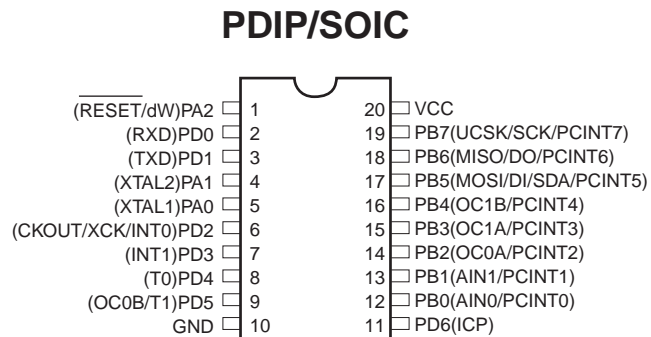 PDIP/SOIC
(RESET/dW)PA2 1 20 VCC
(RXD)PD0 2 19 PB7(UCSK/SCK/PCINT7)
(TXD)PD1 3 18 PB6(MISO/DO/PCINT6)
(XTAL2)PA1 4 17 PB5(MOSI/DI/SDA/PCINT5)
(XTAL1)PA0 5 16 PB4(OC1B/PCINT4)
(CKOUT/XCK/INT0)PD2 6 15 PB3(OC1A/PCINT3)
(INT1)PD3 7 14 PB2(OC0A/PCINT2)
(T0)PD4 8 13 PB1(AIN1/PCINT1)
(OC0B/T1)PD5 9 12 PB0(AIN0/PCINT0)
GND 10 11 PD6(ICP)